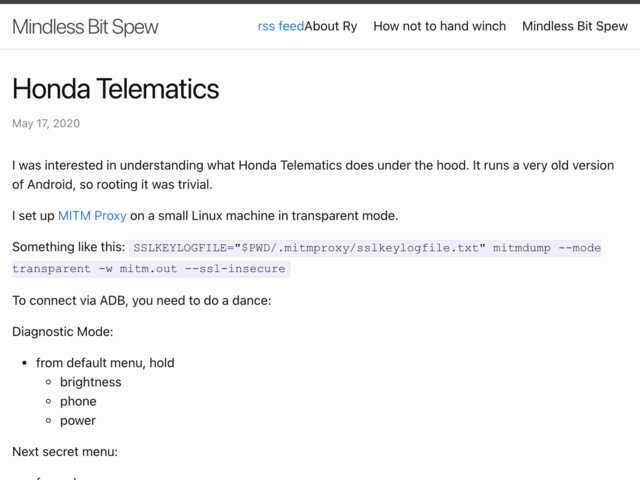 Mindless Bit Spew
rss feedAbout Ry How not to hand winch Mindless Bit Spew
Honda Telematics
May 17, 2020
I was interested in understanding what Honda Telematics does under the hood. It runs a very old version
of Android, so rooting it was trivial.
I set up MITM Proxy on a small Linux machine in transparent mode.
Something like this: SSLKEYLOGFILE="$PWD/.mitmproxy/sslkeylogfile.txt" mitmdump --mode
transparent -w mitm.out --ssl-insecure
To connect via ADB, you need to do a dance:
Diagnostic Mode:
• from default menu, hold
◦ brightness
◦ phone
◦ power
Next secret menu: